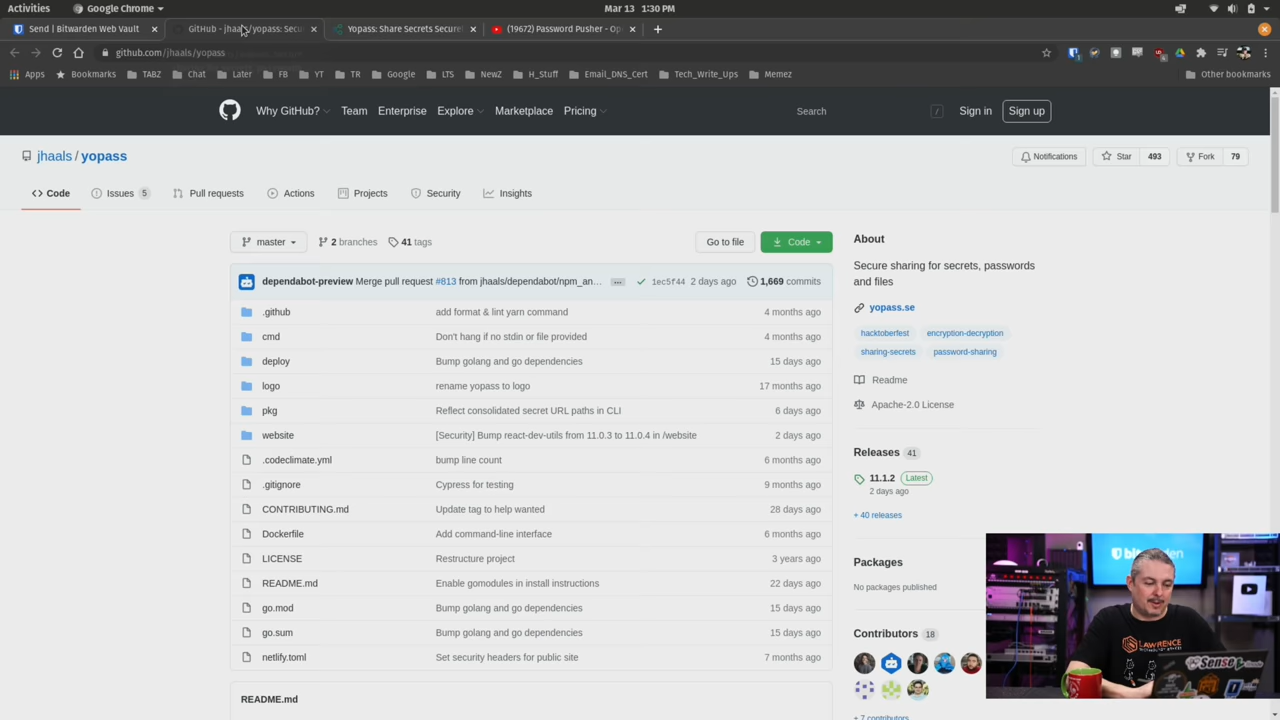 Activities
Google Chrome
Mar 13 1:30 PM
Send | Bitwarden Web Vault
GitHub - jhaals/yopass: Secu
Yopass: Share Secrets Secure
(19672) Password Pusher - Op
github.com/jhaals/yopass
Apps
Bookmarks
TABZ
Chat
Later
FB
YT
TR
Google
LTS
NewZ
H_Stuff
Email_DNS_Cert
Tech_Write_Ups
Memez
Other bookmarks
Why GitHub?
Team
Enterprise
Explore
Marketplace
Pricing
Search
/
Sign in
Sign up
jhaals / yopass
Notifications
Star 493
Fork 79
Code
Issues 5
Pull requests
Actions
Projects
Security
Insights
master
2 branches
41 tags
Go to file
Code
dependabot-preview Merge pull request #813 from jhaals/dependabot/npm_an... 1ec5f44 2 days ago 1,669 commits
.github add format & lint yarn command 4 months ago
cmd Don't hang if no stdin or file provided 4 months ago
deploy Bump golang and go dependencies 15 days ago
logo rename yopass to logo 17 months ago
pkg Reflect consolidated secret URL paths in CLI 6 days ago
website [Security] Bump react-dev-utils from 11.0.3 to 11.0.4 in /website 2 days ago
.codeclimate.yml bump line count 6 months ago
.gitignore Cypress for testing 9 months ago
CONTRIBUTING.md Update tag to help wanted 28 days ago
Dockerfile Add command-line interface 6 months ago
LICENSE Restructure project 3 years ago
README.md Enable gomodules in install instructions 22 days ago
go.mod Bump golang and go dependencies 15 days ago
go.sum Bump golang and go dependencies 15 days ago
netlify.toml Set security headers for public site 7 months ago
README.md
About
Secure sharing for secrets, passwords
and files
yopass.se
hacktoberfest
encryption-decryption
sharing-secrets
password-sharing
Readme
Apache-2.0 License
Releases 41
11.1.2 Latest
2 days ago
+ 40 releases
Packages
No packages published
Contributors 18
+ 7 contributors
bitwarden
LAWRENCE